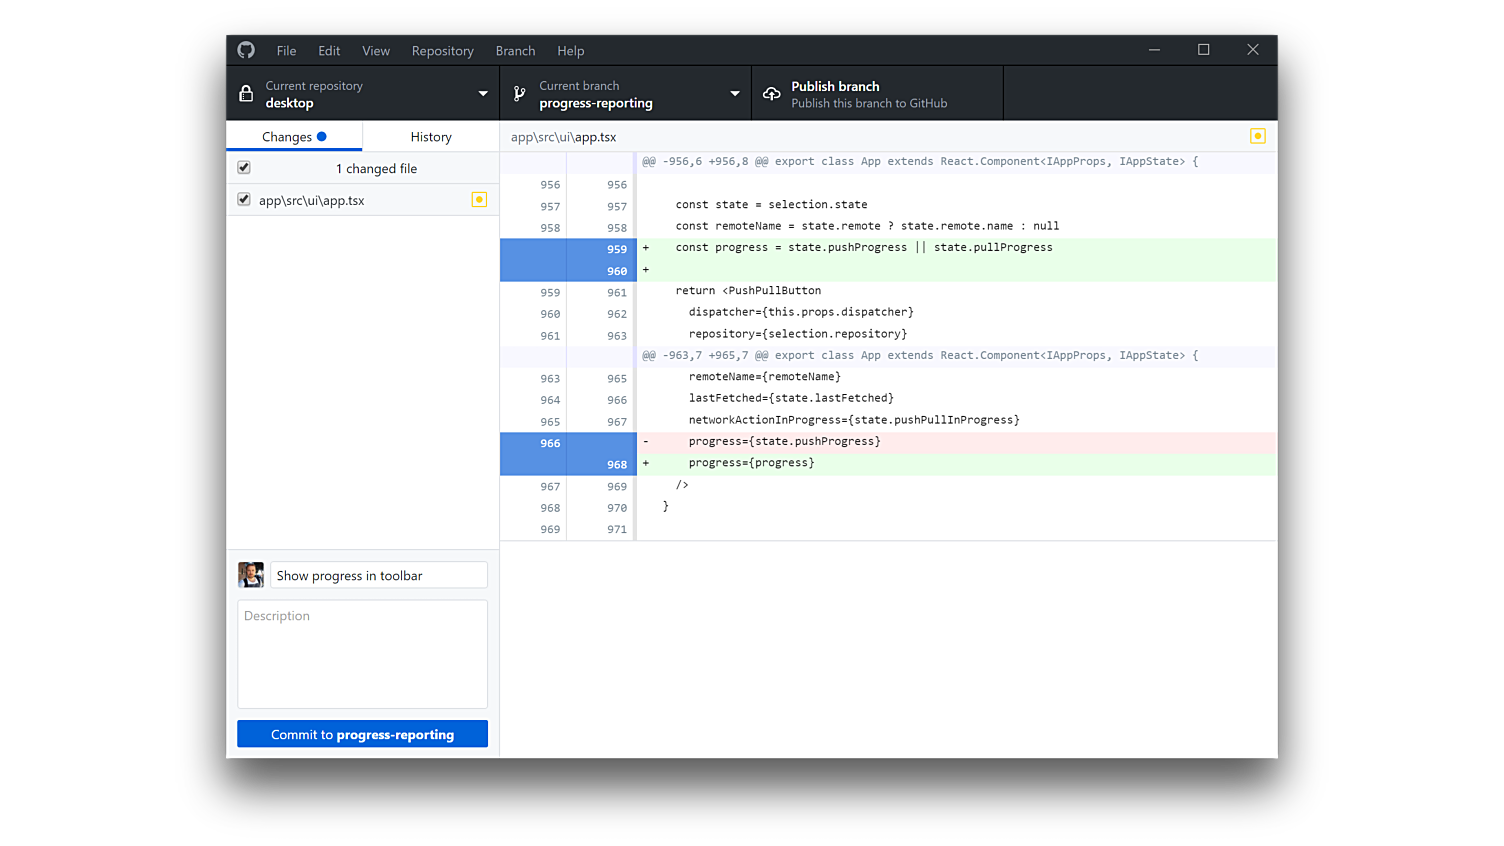 File Edit View Repository Branch Help
Current repository
desktop
Current branch
progress-reporting
Publish branch
Publish this branch to GitHub
Changes History
1 changed file
app\src\ui\app.tsx
Show progress in toolbar
Description
Commit to progress-reporting
app\src\ui\app.tsx
@@ -956,6 +956,8 @@ export class App extends React.Component<IAppProps, IAppState> {
956 956
957 957 const state = selection.state
958 958 const remoteName = state.remote ? state.remote.name : null
959 + const progress = state.pushProgress || state.pullProgress
960 +
959 961 return <PushPullButton
960 962 dispatcher={this.props.dispatcher}
961 963 repository={selection.repository}
@@ -963,7 +965,7 @@ export class App extends React.Component<IAppProps, IAppState> {
963 965 remoteName={remoteName}
964 966 lastFetched={state.lastFetched}
965 967 networkActionInProgress={state.pushPullInProgress}
966 - progress={state.pushProgress}
968 + progress={progress}
967 969 />
968 970 }
969 971